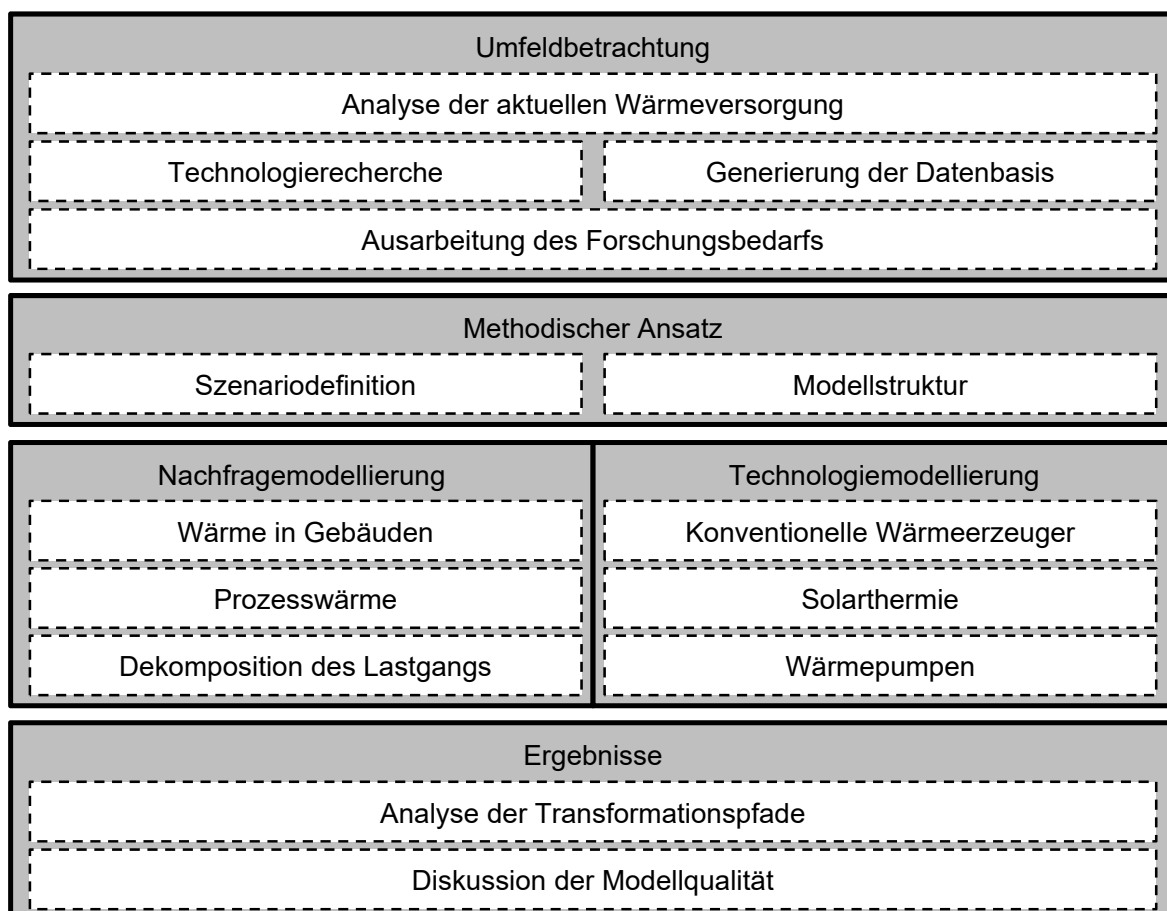 Umfeldbetrachtung
Analyse der aktuellen Wärmeversorgung
Technologierecherche
Generierung der Datenbasis
Ausarbeitung des Forschungsbedarfs
Methodischer Ansatz
Szenariodefinition
Modellstruktur
Nachfragemodellierung
Wärme in Gebäuden
Prozesswärme
Dekomposition des Lastgangs
Technologiemodellierung
Konventionelle Wärmeerzeuger
Solarthermie
Wärmepumpen
Ergebnisse
Analyse der Transformationspfade
Diskussion der Modellqualität